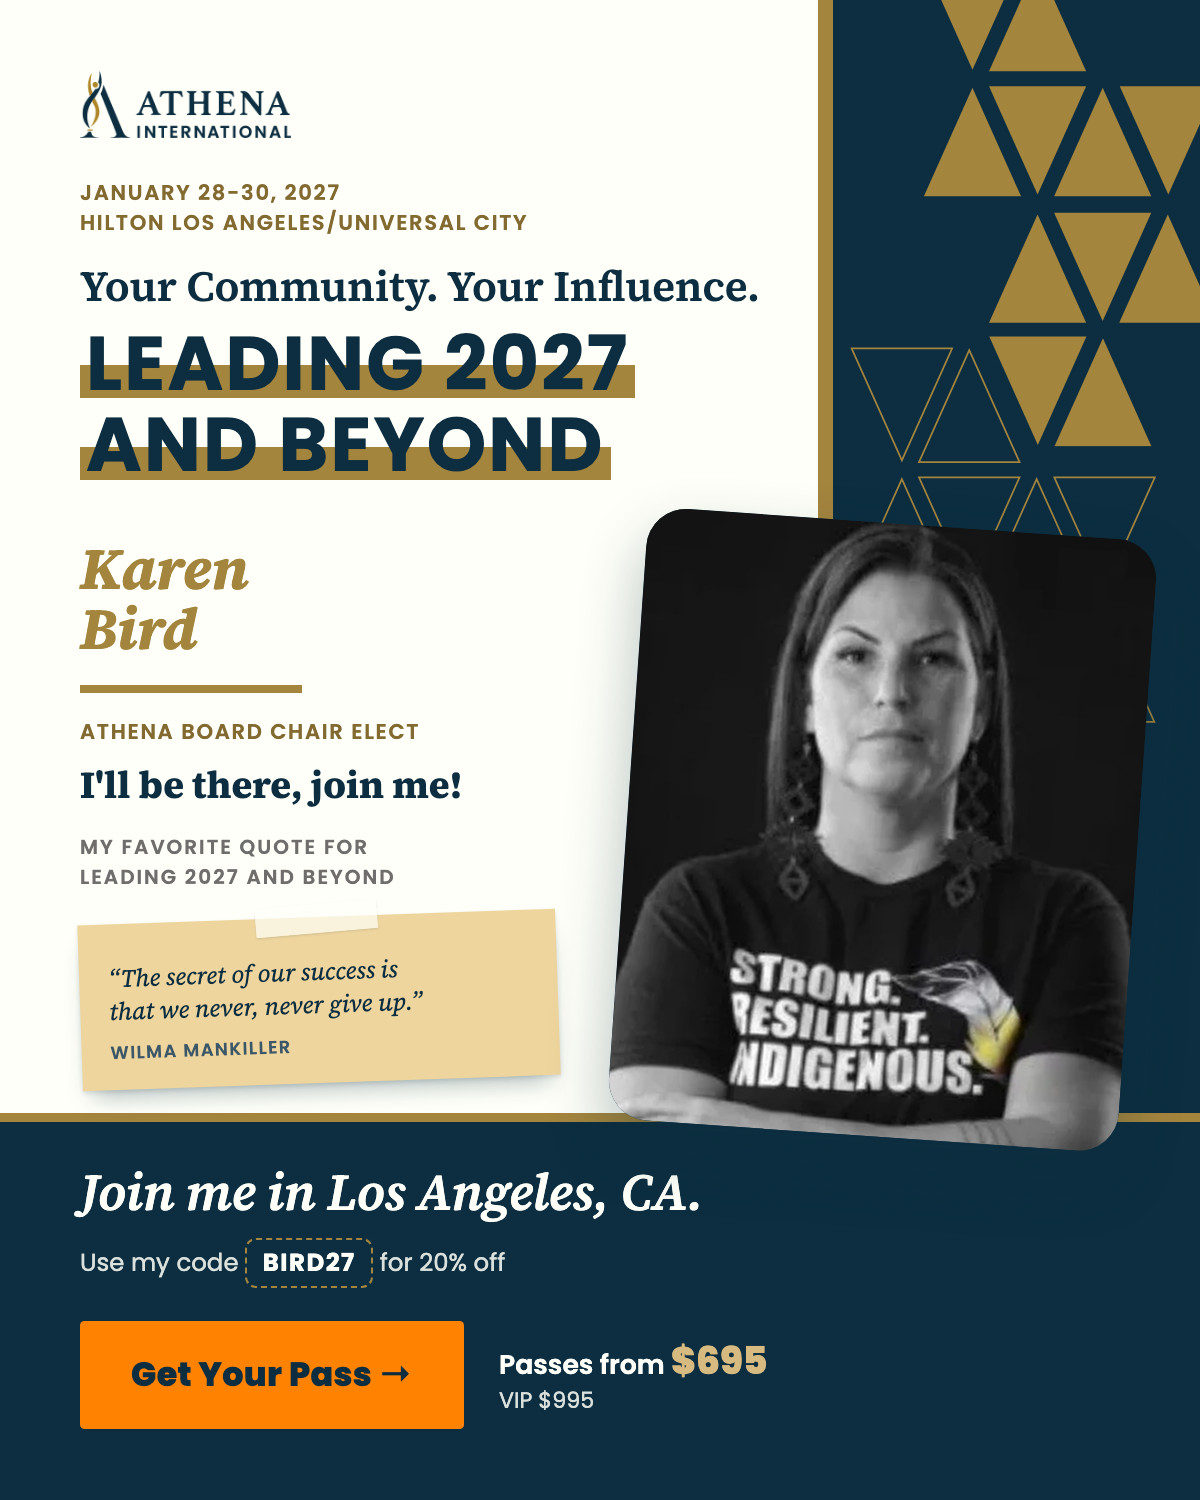 ATHENA
INTERNATIONAL
JANUARY 28-30, 2027
HILTON LOS ANGELES/UNIVERSAL CITY
Your Community. Your Influence.
LEADING 2027
AND BEYOND
Karen
Bird
ATHENA BOARD CHAIR ELECT
I'll be there, join me!
MY FAVORITE QUOTE FOR
LEADING 2027 AND BEYOND
“The secret of our success is
that we never, never give up.”
WILMA MANKILLER
STRONG.
RESILIENT.
INDIGENOUS.
Join me in Los Angeles, CA.
Use my code BIRD27 for 20% off
Get Your Pass →
Passes from $695
VIP $995